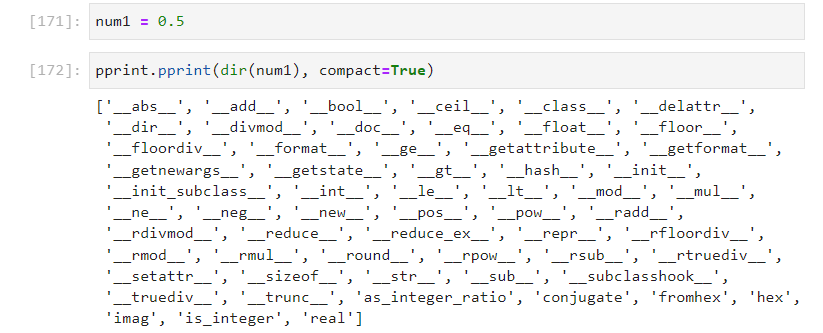 [171]: num1 = 0.5
[172]: pprint.pprint(dir(num1), compact=True)
['__abs__', '__add__', '__bool__', '__ceil__', '__class__', '__delattr__',
'__dir__', '__divmod__', '__doc__', '__eq__', '__float__', '__floor__',
'__floordiv__', '__format__', '__ge__', '__getattribute__', '__getformat__',
'__getnewargs__', '__getstate__', '__gt__', '__hash__', '__init__',
'__init_subclass__', '__int__', '__le__', '__lt__', '__mod__', '__mul__',
'__ne__', '__neg__', '__new__', '__pos__', '__pow__', '__radd__',
'__rdivmod__', '__reduce__', '__reduce_ex__', '__repr__', '__rfloordiv__',
'__rmod__', '__rmul__', '__round__', '__rpow__', '__rsub__', '__rtruediv__',
'__setattr__', '__sizeof__', '__str__', '__sub__', '__subclasshook__',
'__truediv__', '__trunc__', 'as_integer_ratio', 'conjugate', 'fromhex', 'hex',
'imag', 'is_integer', 'real']